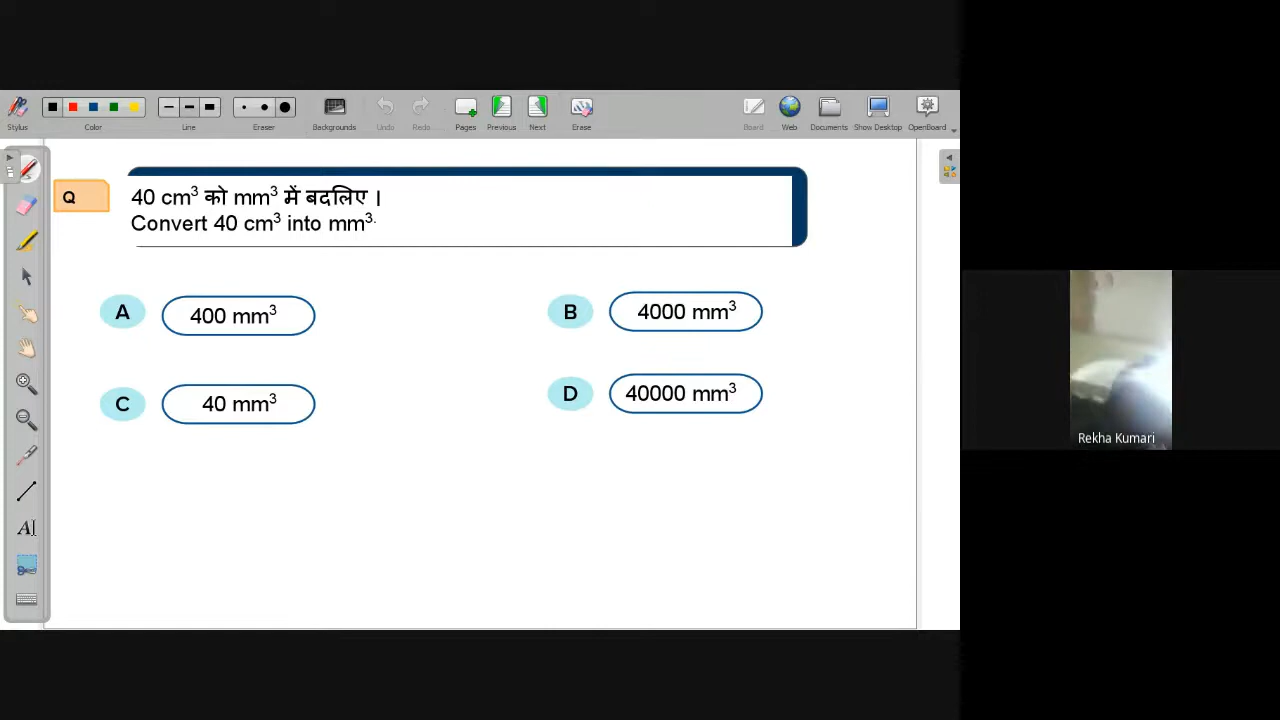 Color
Line
Eraser
Backgrounds
Undo
Redo
Pages
Previous
Next
Erase
Board
Web
Documents
Show Desktop
OpenBoard
Stylus
Q
40 cm³ को mm³ में बदलिए ।
Convert 40 cm³ into mm³.
A 400 mm³
B 4000 mm³
C 40 mm³
D 40000 mm³
Rekha Kumari